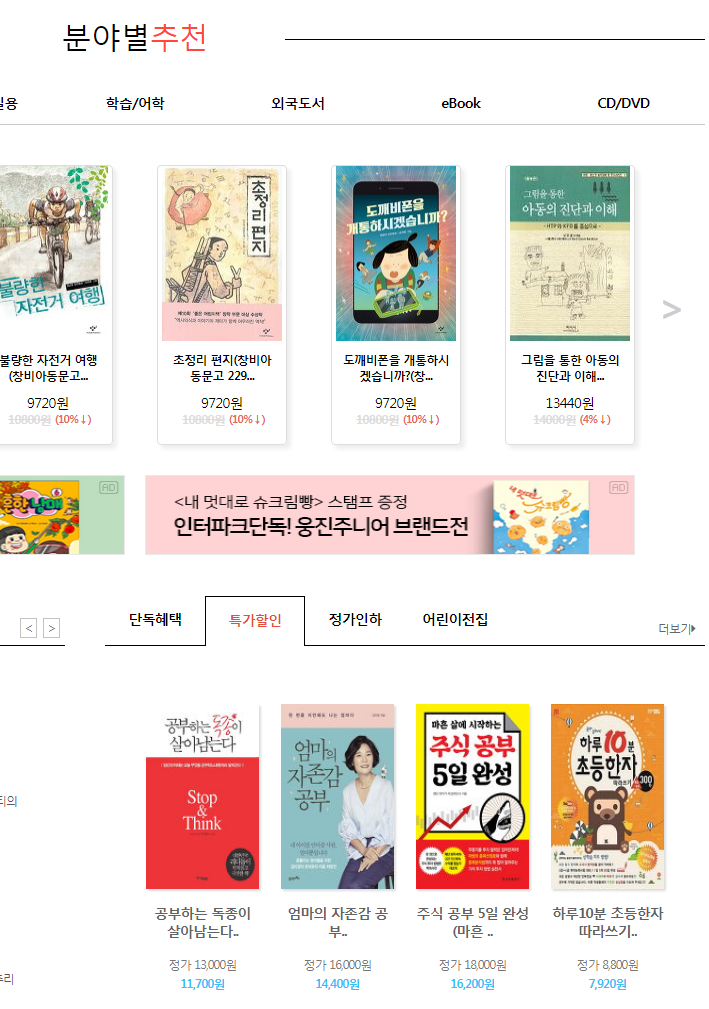 분야별추천
실용 학습/어학 외국도서 eBook CD/DVD
불량한
자전거 여행
초정리 편지
도깨비폰을
개통하시겠습니까?
그림을 통한
아동의 진단과 이해
>
불량한 자전거 여행
(창비아동문고...
9720원
10800원 (10%↓)
초정리 편지(창비아
동문고 229...
9720원
10800원 (10%↓)
도깨비폰을 개통하시
겠습니까?(창...
9720원
10800원 (10%↓)
그림을 통한 아동의
진단과 이해...
13440원
14000원 (4%↓)
흔한남매
AD
<내 멋대로 슈크림빵> 스탬프 증정
인터파크단독! 웅진주니어 브랜드전
AD
< >
단독혜택 특가할인 정가인하 어린이전집
더보기
티의
추리
공부하는 독종이
살아남는다
Stop
&
Think
엄마의
자존감
공부
마흔 살에 시작하는
주식 공부
5일 완성
하루 10분
초등한자
따라쓰기
300
공부하는 독종이
살아남는다..
정가 13,000원
11,700원
엄마의 자존감 공
부..
정가 16,000원
14,400원
주식 공부 5일 완성
(마흔 ..
정가 18,000원
16,200원
하루10분 초등한자
따라쓰기..
정가 8,800원
7,920원